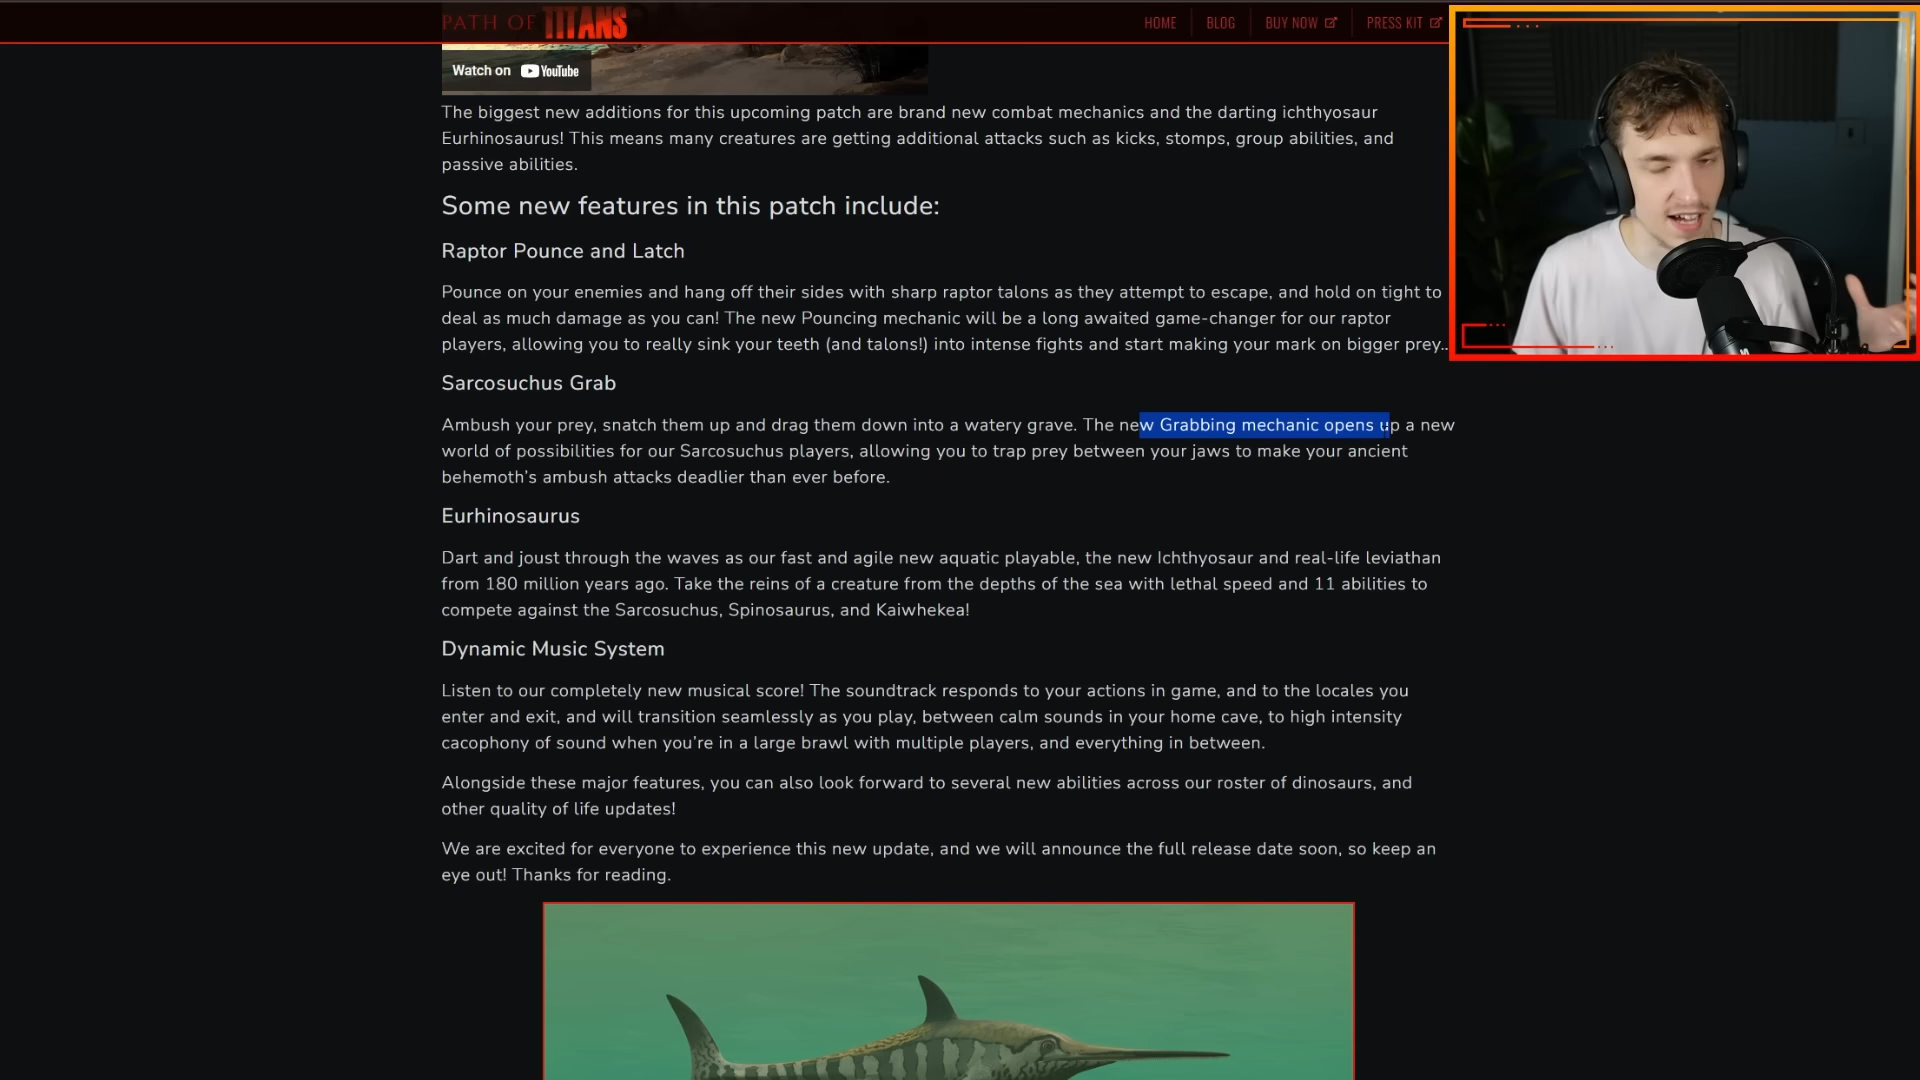 PATH OF TITANS
HOME
BLOG
BUY NOW
PRESS KIT
Watch on YouTube
The biggest new additions for this upcoming patch are brand new combat mechanics and the darting ichthyosaur
Eurhinosaurus! This means many creatures are getting additional attacks such as kicks, stomps, group abilities, and
passive abilities.
Some new features in this patch include:
Raptor Pounce and Latch
Pounce on your enemies and hang off their sides with sharp raptor talons as they attempt to escape, and hold on tight to
deal as much damage as you can! The new Pouncing mechanic will be a long awaited game-changer for our raptor
players, allowing you to really sink your teeth (and talons!) into intense fights and start making your mark on bigger prey..
Sarcosuchus Grab
Ambush your prey, snatch them up and drag them down into a watery grave. The new Grabbing mechanic opens up a new
world of possibilities for our Sarcosuchus players, allowing you to trap prey between your jaws to make your ancient
behemoth's ambush attacks deadlier than ever before.
Eurhinosaurus
Dart and joust through the waves as our fast and agile new aquatic playable, the new Ichthyosaur and real-life leviathan
from 180 million years ago. Take the reins of a creature from the depths of the sea with lethal speed and 11 abilities to
compete against the Sarcosuchus, Spinosaurus, and Kaiwhekea!
Dynamic Music System
Listen to our completely new musical score! The soundtrack responds to your actions in game, and to the locales you
enter and exit, and will transition seamlessly as you play, between calm sounds in your home cave, to high intensity
cacophony of sound when you're in a large brawl with multiple players, and everything in between.
Alongside these major features, you can also look forward to several new abilities across our roster of dinosaurs, and
other quality of life updates!
We are excited for everyone to experience this new update, and we will announce the full release date soon, so keep an
eye out! Thanks for reading.